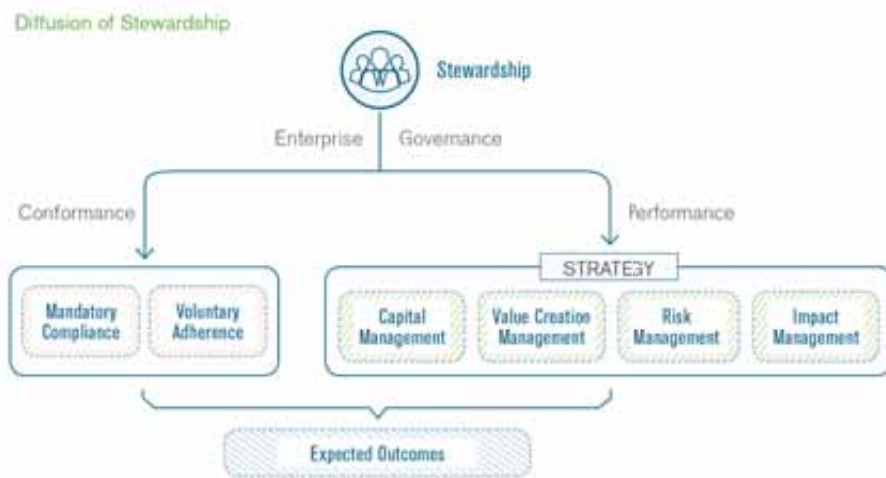 Diffusion of Stewardship
Stewardship
Enterprise Governance
Conformance
Performance
STRATEGY
Mandatory
Compliance
Voluntary
Adherence
Capital
Management
Value Creation
Management
Risk
Management
Impact
Management
Expected Outcomes